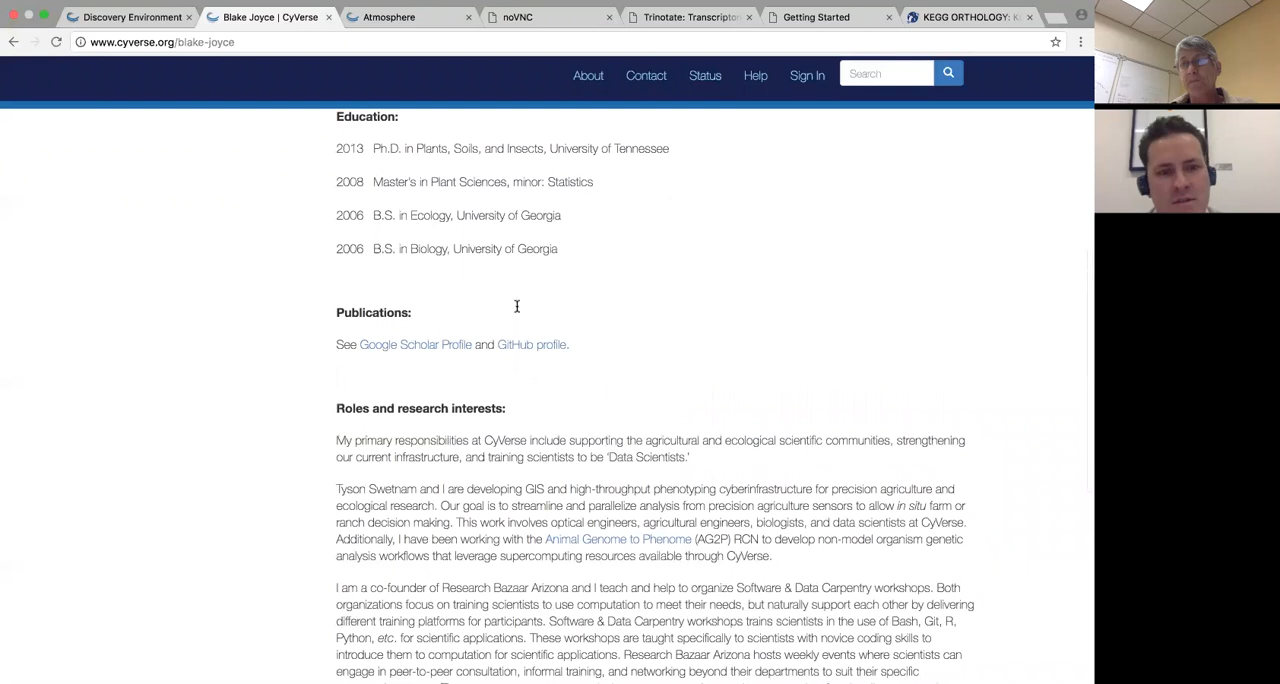 Discovery Environment
Blake Joyce | CyVerse
Atmosphere
noVNC
Trinotate: Transcripto
Getting Started
KEGG ORTHOLOGY: K
www.cyverse.org/blake-joyce
About
Contact
Status
Help
Sign In
Search
Education:
2013 Ph.D. in Plants, Soils, and Insects, University of Tennessee
2008 Master's in Plant Sciences, minor: Statistics
2006 B.S. in Ecology, University of Georgia
2006 B.S. in Biology, University of Georgia
Publications:
See Google Scholar Profile and GitHub profile.
Roles and research interests:
My primary responsibilities at CyVerse include supporting the agricultural and ecological scientific communities, strengthening
our current infrastructure, and training scientists to be 'Data Scientists.'
Tyson Swetnam and I are developing GIS and high-throughput phenotyping cyberinfrastructure for precision agriculture and
ecological research. Our goal is to streamline and parallelize analysis from precision agriculture sensors to allow in situ farm or
ranch decision making. This work involves optical engineers, agricultural engineers, biologists, and data scientists at CyVerse.
Additionally, I have been working with the Animal Genome to Phenome (AG2P) RCN to develop non-model organism genetic
analysis workflows that leverage supercomputing resources available through CyVerse.
I am a co-founder of Research Bazaar Arizona and I teach and help to organize Software & Data Carpentry workshops. Both
organizations focus on training scientists to use computation to meet their needs, but naturally support each other by delivering
different training platforms for participants. Software & Data Carpentry workshops trains scientists in the use of Bash, Git, R,
Python, etc. for scientific applications. These workshops are taught specifically to scientists with novice coding skills to
introduce them to computation for scientific applications. Research Bazaar Arizona hosts weekly events where scientists can
engage in peer-to-peer consultation, informal training, and networking beyond their departments to suit their specific